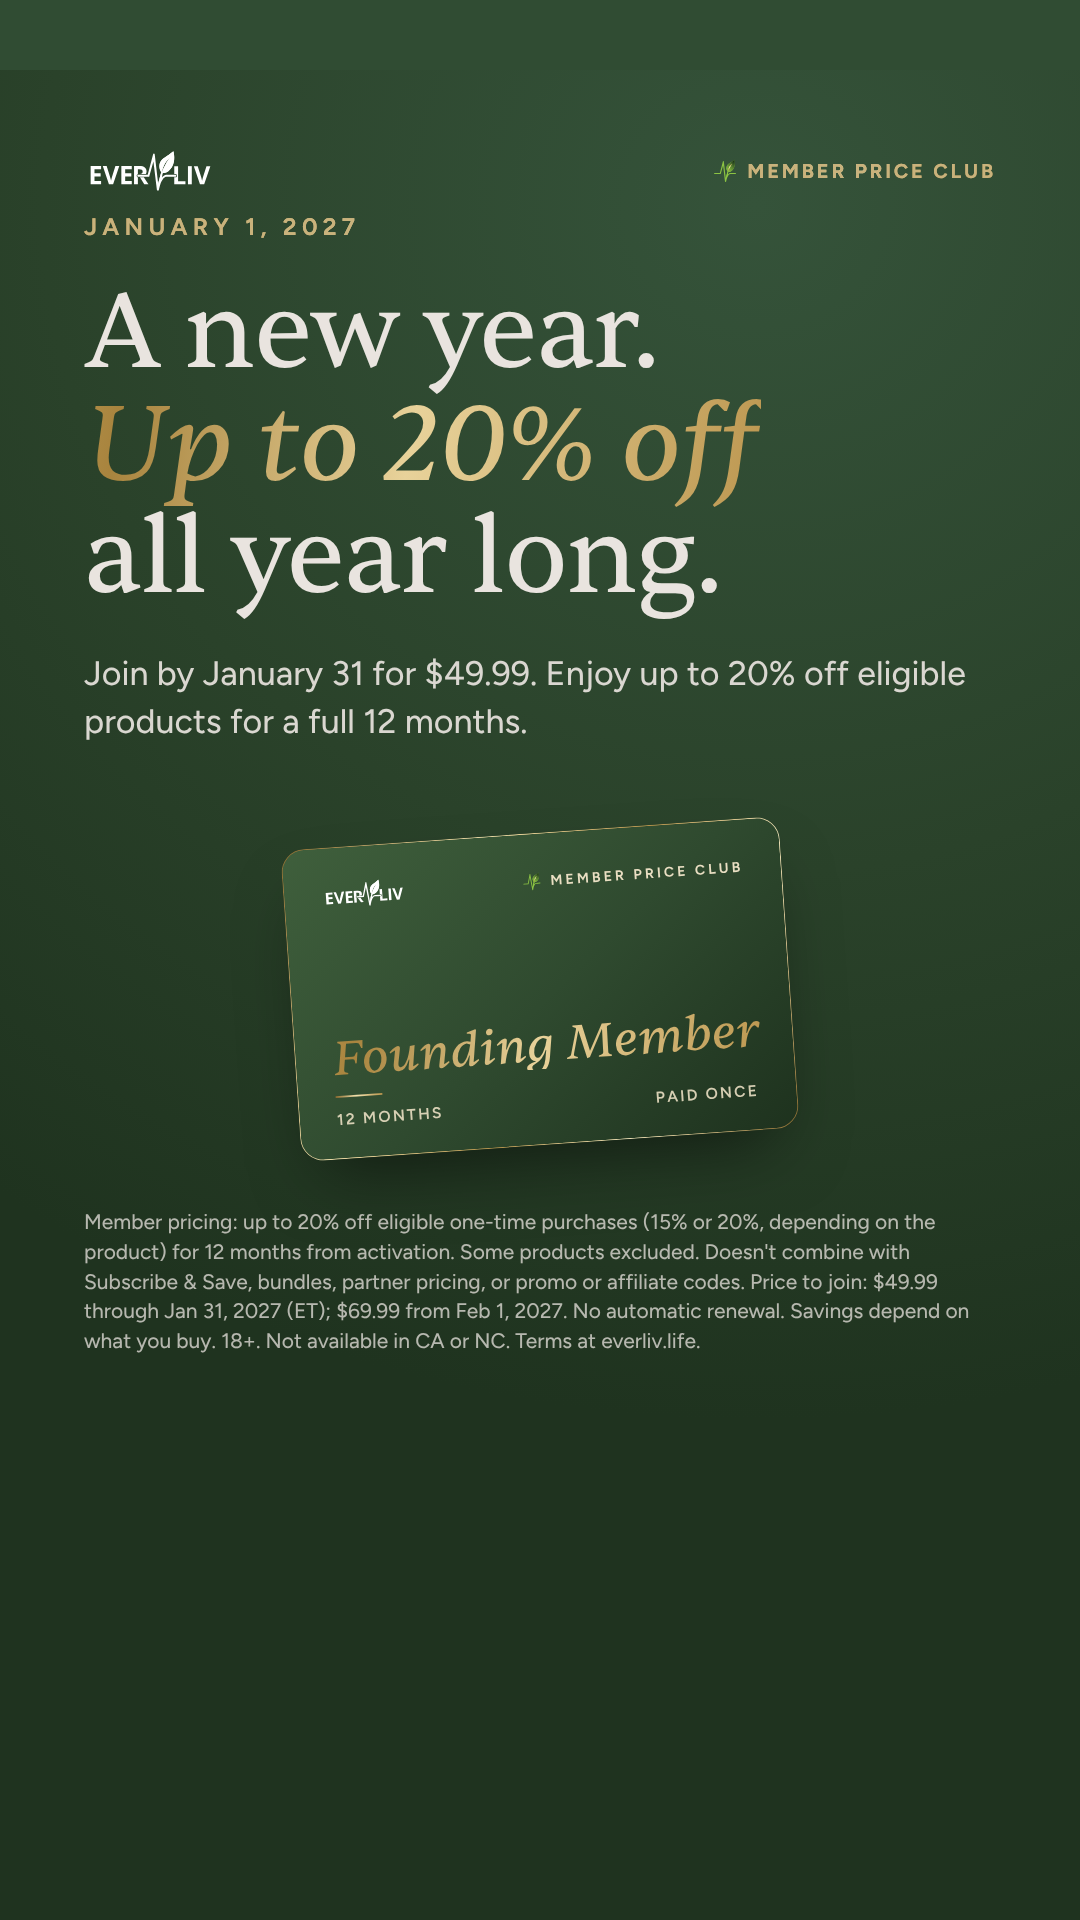 EVERLIV
MEMBER PRICE CLUB
JANUARY 1, 2027
A new year.
Up to 20% off
all year long.
Join by January 31 for $49.99. Enjoy up to 20% off eligible
products for a full 12 months.
EVERLIV
MEMBER PRICE CLUB
Founding Member
12 MONTHS
PAID ONCE
Member pricing: up to 20% off eligible one-time purchases (15% or 20%, depending on the
product) for 12 months from activation. Some products excluded. Doesn't combine with
Subscribe & Save, bundles, partner pricing, or promo or affiliate codes. Price to join: $49.99
through Jan 31, 2027 (ET); $69.99 from Feb 1, 2027. No automatic renewal. Savings depend on
what you buy. 18+. Not available in CA or NC. Terms at everliv.life.